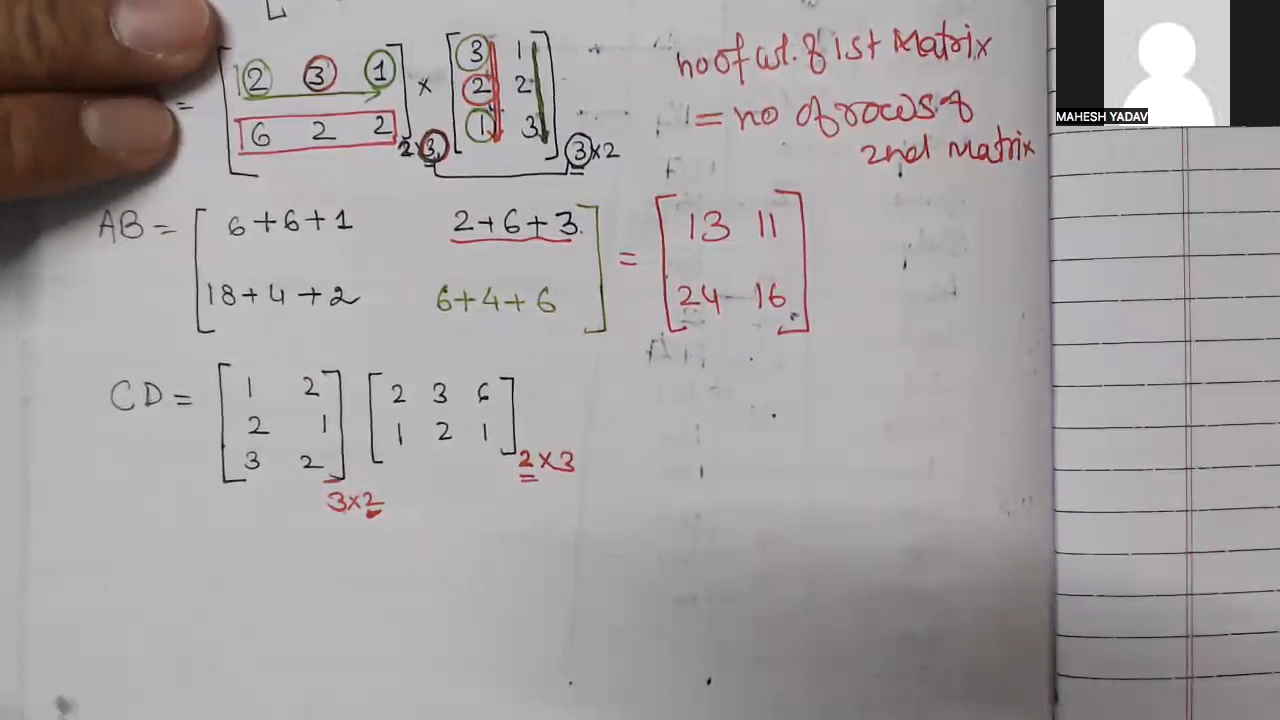 = [ 2 3 1 ] × [ 3 1 ]
[ 6 2 2 ] 2×3 [ 2 2 ]
[ 1 3 ] 3×2
no of col. of 1st Matrix
= no of rows of
2nd matrix
MAHESH YADAV
AB = [ 6+6+1 2+6+3 ] = [ 13 11 ]
[ 18+4+2 6+4+6 ] [ 24 16 ]
CD = [ 1 2 ] [ 2 3 6 ]
[ 2 1 ] [ 1 2 1 ] 2×3
[ 3 2 ] 3×2